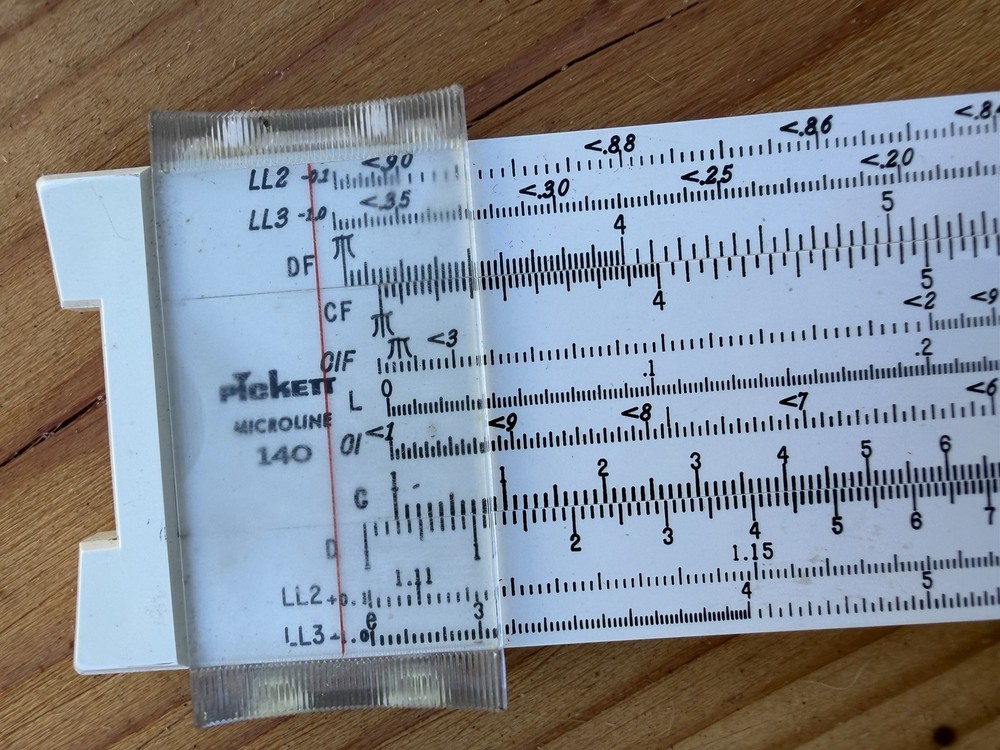 LL2 -0.1 <.90 <.88 <.86 <.8
LL3 -1.0 <.35 <.30 <.25 <.20
DF π 4 5
CF π 4 5
CIF π <3 <2 <9
L 0 .1 .2
CI <1 <9 <8 <7 <6
PICKETT
MICROLINE
140
C 1 1 2 3 4 5 6
D 1 2 3 4 5 6 7
LL2 +0.1 1.11 1.15
LL3 +1.0 e 3 4 5